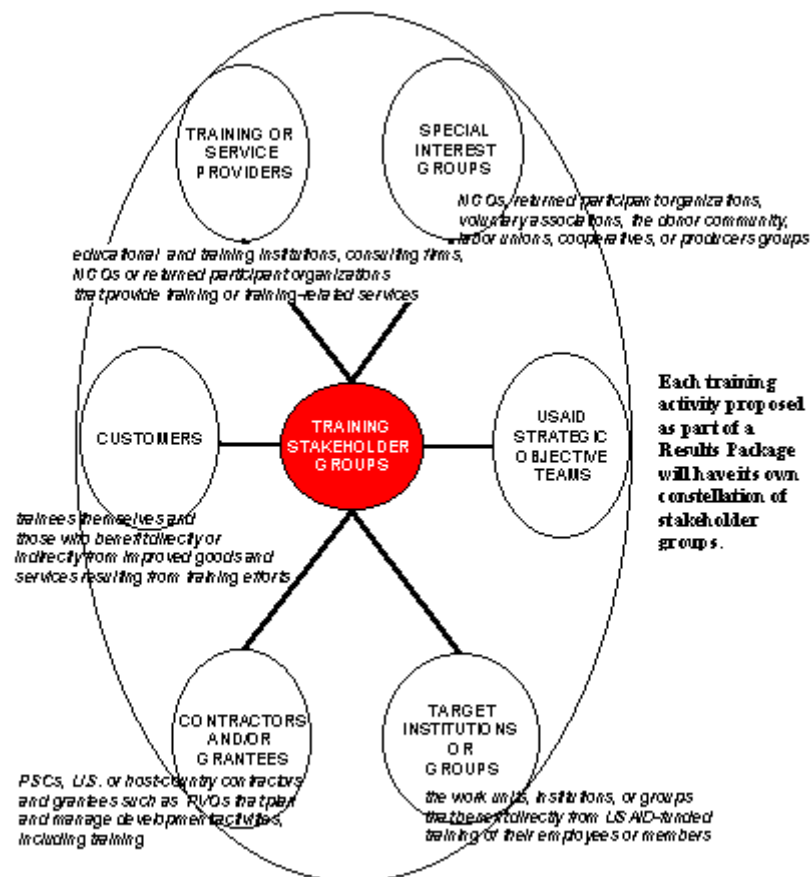 TRAINING OR
SERVICE
PROVIDERS
SPECIAL
INTEREST
GROUPS
NGOs, returned participant organizations,
voluntary associations, the donor community,
labor unions, cooperatives, or producers groups
educational and training institutions, consulting firms,
NGOs or returned participant organizations
that provide training or training-related services
CUSTOMERS
TRAINING
STAKEHOLDER
GROUPS
USAID
STRATEGIC
OBJECTIVE
TEAMS
Each training
activity proposed
as part of a
Results Package
will have its own
constellation of
stakeholder
groups.
trainees themselves and
those who benefit directly or
indirectly from improved goods and
services resulting from training efforts
CONTRACTORS
AND/OR
GRANTEES
TARGET
INSTITUTIONS
OR
GROUPS
PSCs, U.S. or host-country contractors
and grantees such as PVOs that plan
and manage development activities,
including training
the work units, institutions, or groups
that benefit directly from USAID-funded
training of their employees or members